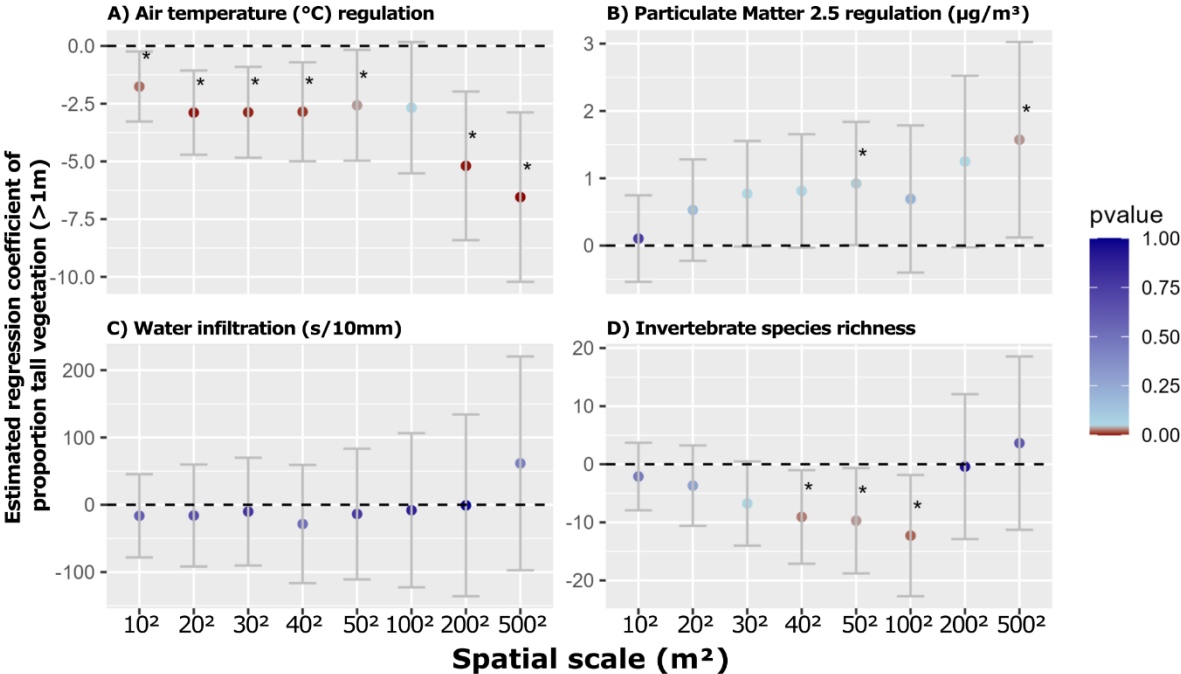 A) Air temperature (°C) regulation
0.0
-2.5
-5.0
-7.5
-10.0
* * * * * * *
B) Particulate Matter 2.5 regulation (µg/m³)
3
2
1
0
* *
C) Water infiltration (s/10mm)
200
100
0
-100
10² 20² 30² 40² 50² 100² 200² 500²
D) Invertebrate species richness
20
10
0
-10
-20
* * *
10² 20² 30² 40² 50² 100² 200² 500²
Estimated regression coefficient of
proportion tall vegetation (>1m)
Spatial scale (m²)
pvalue
1.00
0.75
0.50
0.25
0.00